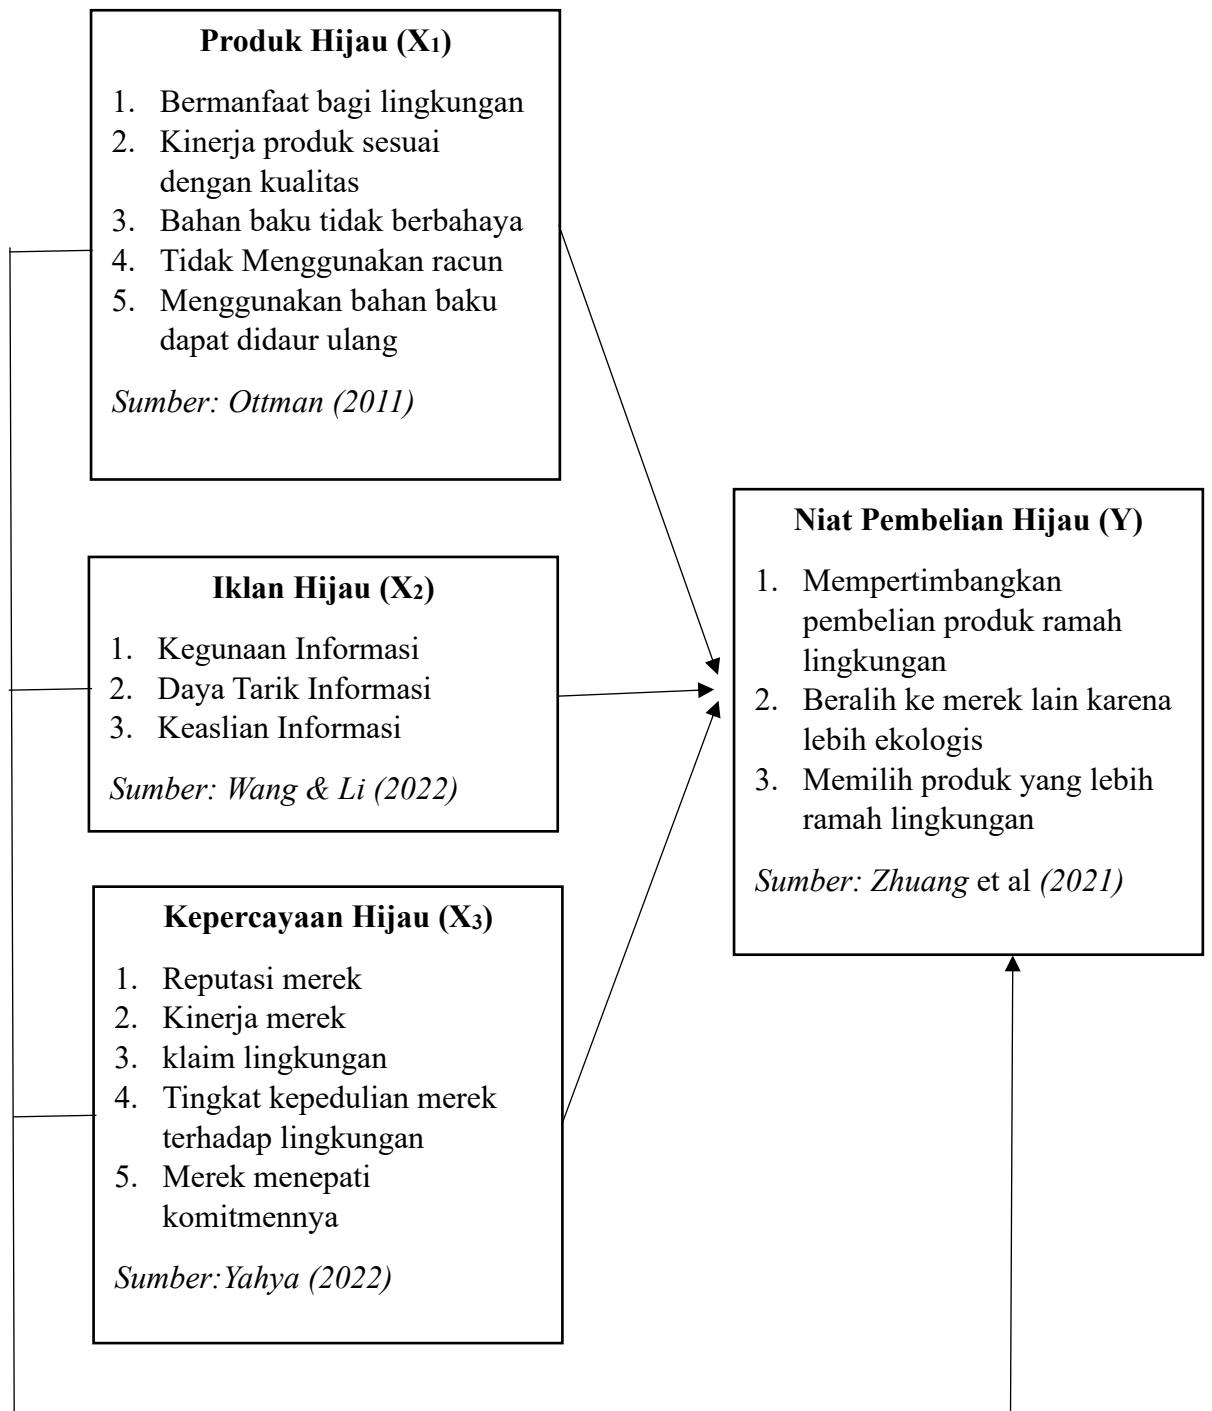 Produk Hijau (X₁)
1. Bermanfaat bagi lingkungan
2. Kinerja produk sesuai
dengan kualitas
3. Bahan baku tidak berbahaya
4. Tidak Menggunakan racun
5. Menggunakan bahan baku
dapat didaur ulang
Sumber: Ottman (2011)
Iklan Hijau (X₂)
1. Kegunaan Informasi
2. Daya Tarik Informasi
3. Keaslian Informasi
Sumber: Wang & Li (2022)
Kepercayaan Hijau (X₃)
1. Reputasi merek
2. Kinerja merek
3. klaim lingkungan
4. Tingkat kepedulian merek
terhadap lingkungan
5. Merek menepati
komitmennya
Sumber:Yahya (2022)
Niat Pembelian Hijau (Y)
1. Mempertimbangkan
pembelian produk ramah
lingkungan
2. Beralih ke merek lain karena
lebih ekologis
3. Memilih produk yang lebih
ramah lingkungan
Sumber: Zhuang et al (2021)